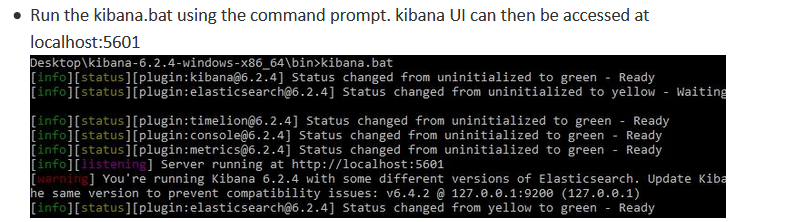 Run the kibana.bat using the command prompt. kibana UI can then be accessed at
localhost:5601
Desktop\kibana-6.2.4-windows-x86_64\bin>kibana.bat
[info][status][plugin:kibana@6.2.4] Status changed from uninitialized to green - Ready
[info][status][plugin:elasticsearch@6.2.4] Status changed from uninitialized to yellow - Waiting
[info][status][plugin:timelion@6.2.4] Status changed from uninitialized to green - Ready
[info][status][plugin:console@6.2.4] Status changed from uninitialized to green - Ready
[info][status][plugin:metrics@6.2.4] Status changed from uninitialized to green - Ready
[info][listening] Server running at http://localhost:5601
[warning] You're running Kibana 6.2.4 with some different versions of Elasticsearch. Update Kiba
he same version to prevent compatibility issues: v6.4.2 @ 127.0.0.1:9200 (127.0.0.1)
[info][status][plugin:elasticsearch@6.2.4] Status changed from yellow to green - Ready